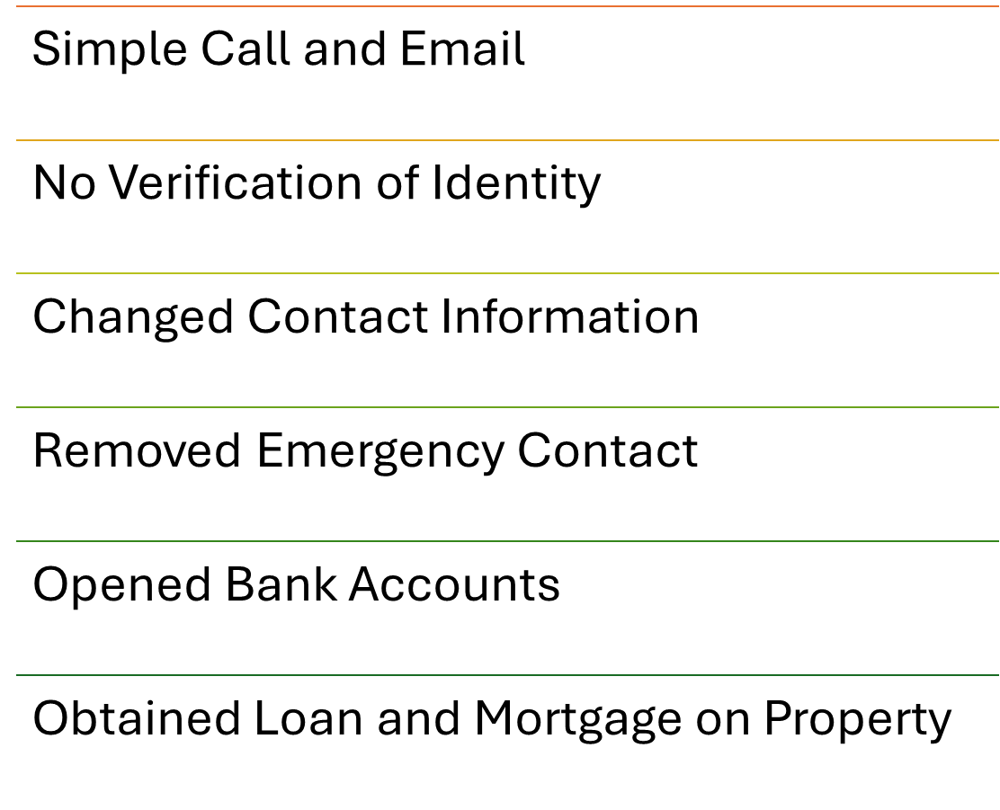 Simple Call and Email
No Verification of Identity
Changed Contact Information
Removed Emergency Contact
Opened Bank Accounts
Obtained Loan and Mortgage on Property